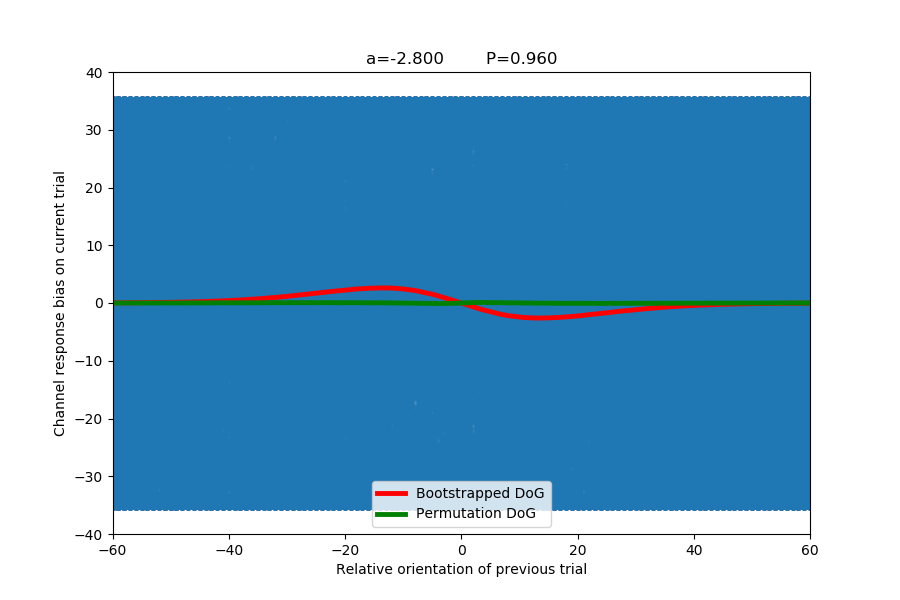 a=-2.800 P=0.960
40
30
20
10
0
−10
−20
−30
−40
Channel response bias on current trial
Bootstrapped DoG
Permutation DoG
−60 −40 −20 0 20 40 60
Relative orientation of previous trial